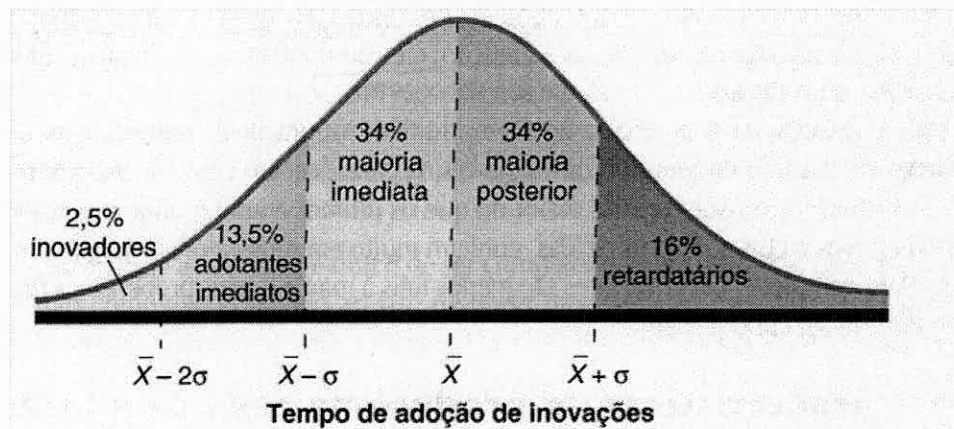 34%
maioria
imediata
34%
maioria
posterior
2,5%
inovadores
13,5%
adotantes
imediatos
16%
retardatários
X̅ – 2σ
X̅ – σ
X̅
X̅ + σ
Tempo de adoção de inovações